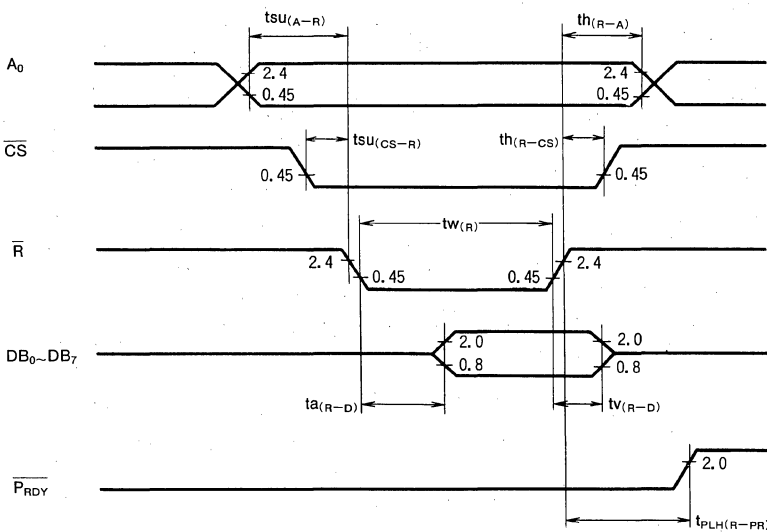 tsu(A−R)
th(R−A)
A0
2.4
0.45
2.4
0.45
CS
tsu(CS−R)
th(R−CS)
0.45
0.45
tw(R)
R
2.4
0.45
0.45
2.4
DB0~DB7
2.0
0.8
2.0
0.8
ta(R−D)
tv(R−D)
PRDY
2.0
tPLH(R−PR)